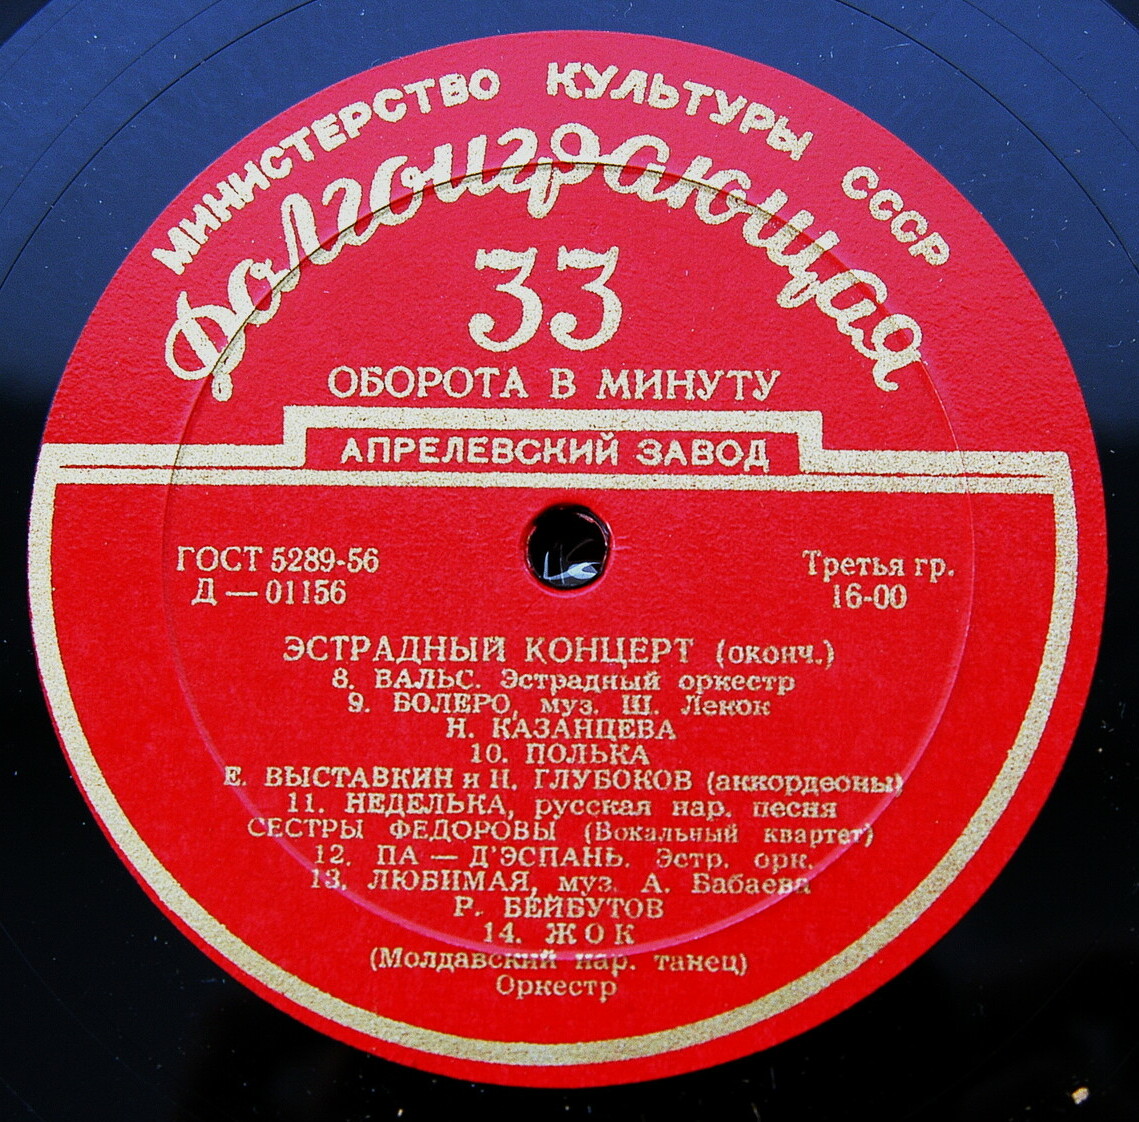 МИНИСТЕРСТВО КУЛЬТУРЫ СССР
Долгоиграющая
33
ОБОРОТА В МИНУТУ
АПРЕЛЕВСКИЙ ЗАВОД
ГОСТ 5289-56
Д — 01156
Третья гр.
16-00
ЭСТРАДНЫЙ КОНЦЕРТ (оконч.)
8. ВАЛЬС. Эстрадный оркестр
9. БОЛЕРО, муз. Ш. Ленок
Н. КАЗАНЦЕВА
10. ПОЛЬКА
Е. ВЫСТАВКИН и Н. ГЛУБОКОВ (аккордеоны)
11. НЕДЕЛЬКА, русская нар. песня
СЕСТРЫ ФЕДОРОВЫ (Вокальный квартет)
12. ПА — Д'ЭСПАНЬ. Эстр. орк.
13. ЛЮБИМАЯ, муз. А. Бабаева
Р. БЕЙБУТОВ
14. ЖОК
(Молдавский нар. танец)
Оркестр